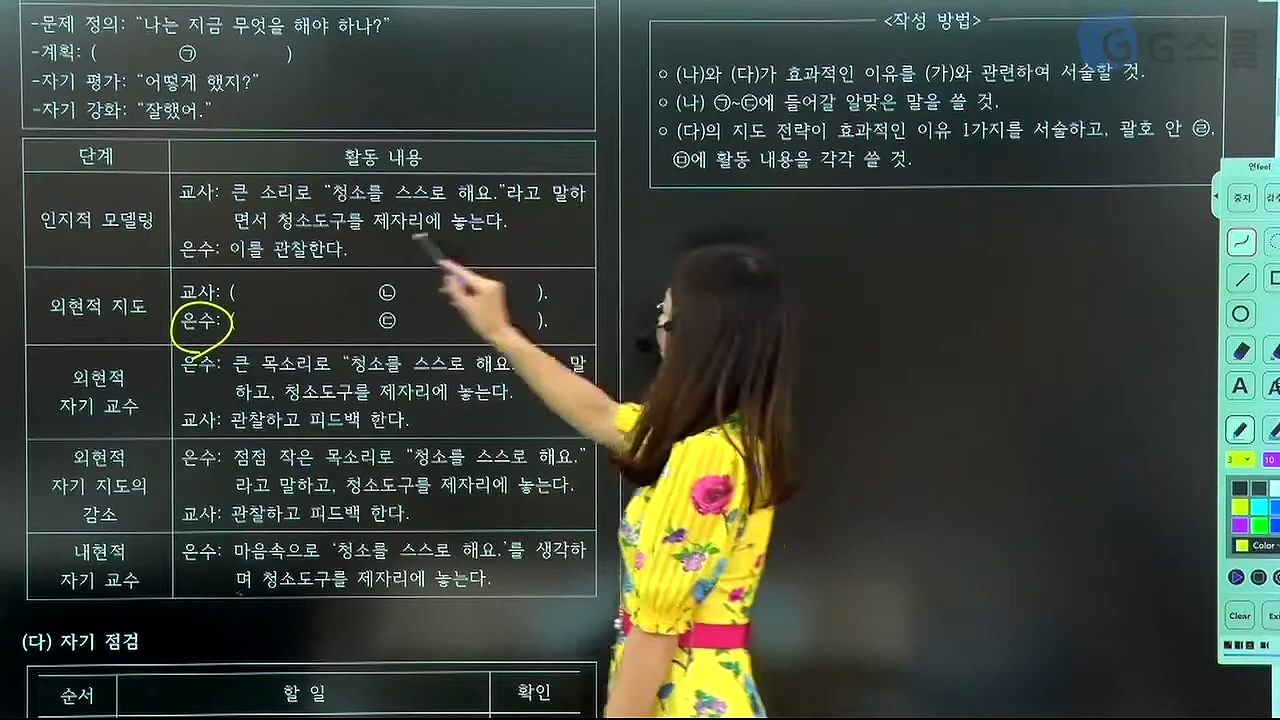 -문제 정의: “나는 지금 무엇을 해야 하나?”
-계획: ( ㉠ )
-자기 평가: “어떻게 했지?”
-자기 강화: “잘했어.”
단계
활동 내용
인지적 모델링
교사: 큰 소리로 “청소를 스스로 해요.”라고 말하
면서 청소도구를 제자리에 놓는다.
은수: 이를 관찰한다.
외현적 지도
교사: ( ㉡ ).
은수: ( ㉢ ).
외현적
자기 교수
은수: 큰 목소리로 “청소를 스스로 해요. 말
하고, 청소도구를 제자리에 놓는다.
교사: 관찰하고 피드백 한다.
외현적
자기 지도의
감소
은수: 점점 작은 목소리로 “청소를 스스로 해요.”
라고 말하고, 청소도구를 제자리에 놓는다.
교사: 관찰하고 피드백 한다.
내현적
자기 교수
은수: 마음속으로 ‘청소를 스스로 해요.’를 생각하
며 청소도구를 제자리에 놓는다.
(다) 자기 점검
순서
할 일
확인
<작성 방법>
○ (나)와 (다)가 효과적인 이유를 (가)와 관련하여 서술할 것.
○ (나) ㉠~㉢에 들어갈 알맞은 말을 쓸 것.
○ (다)의 지도 전략이 효과적인 이유 1가지를 서술하고, 괄호 안 ㉣,
㉤에 활동 내용을 각각 쓸 것.
G G스쿨
중지
A
3
10
Color
Clear